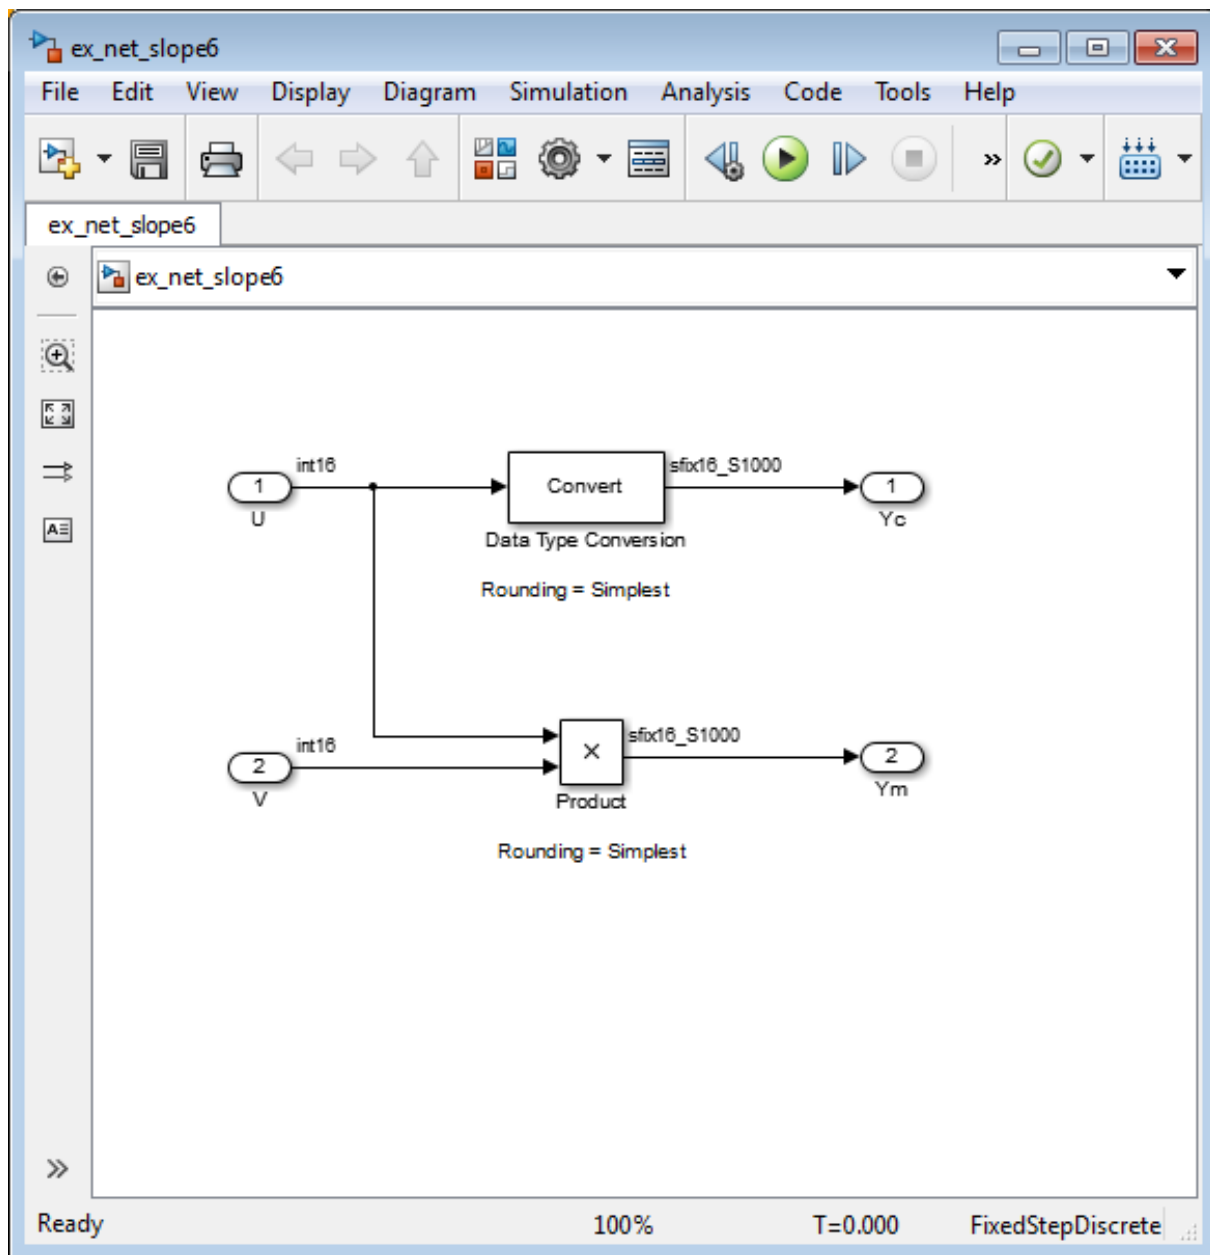 ex_net_slope6
File Edit View Display Diagram Simulation Analysis Code Tools Help
ex_net_slope6
ex_net_slope6
int16
1
U
Convert
Data Type Conversion
Rounding = Simplest
sfix16_S1000
1
Yc
int16
2
V
×
Product
Rounding = Simplest
sfix16_S1000
2
Ym
Ready 100% T=0.000 FixedStepDiscrete